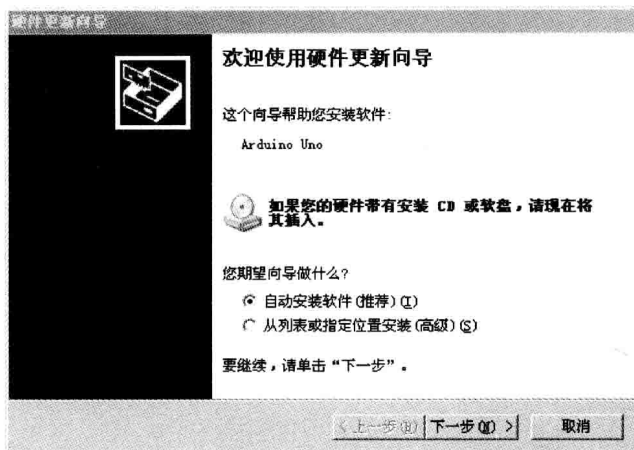 硬件更新向导
欢迎使用硬件更新向导
这个向导帮助您安装软件:
Arduino Uno
如果您的硬件带有安装 CD 或软盘，请现在将
其插入。
您期望向导做什么?
自动安装软件(推荐)(I)
从列表或指定位置安装(高级)(S)
要继续，请单击“下一步”。
< 上一步(B) 下一步(N) > 取消